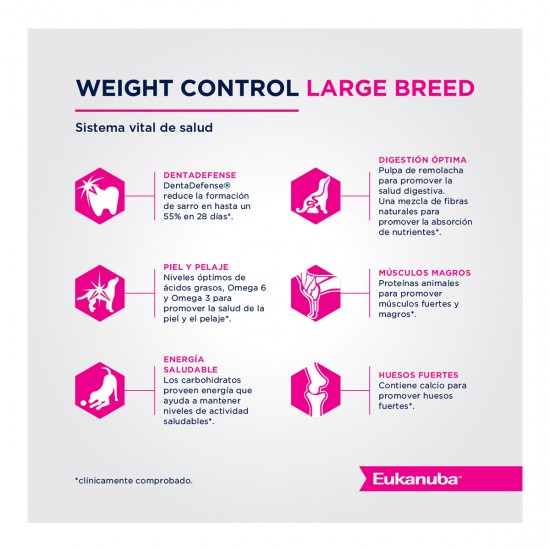 WEIGHT CONTROL LARGE BREED
Sistema vital de salud
DENTADEFENSE
DentaDefense®
reduce la formación
de sarro en hasta un
55% en 28 días*.
DIGESTIÓN ÓPTIMA
Pulpa de remolacha
para promover la
salud digestiva.
Una mezcla de fibras
naturales para
promover la absorción
de nutrientes*.
PIEL Y PELAJE
Niveles óptimos de
ácidos grasos, Omega 6
y Omega 3 para
promover la salud de la
piel y el pelaje*.
MÚSCULOS MAGROS
Proteínas animales
para promover
músculos fuertes y
magros*.
ENERGÍA
SALUDABLE
Los carbohidratos
proveen energía que
ayuda a mantener
niveles de actividad
saludables*.
HUESOS FUERTES
Contiene calcio para
promover huesos
fuertes*.
*clínicamente comprobado.
Eukanuba™